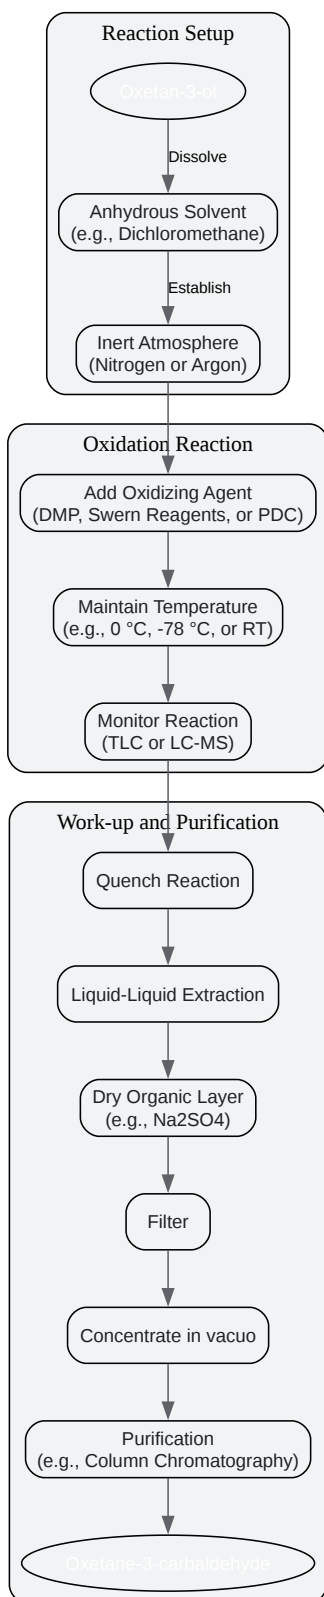 Reaction Setup
Oxetan-3-ol
Dissolve
Anhydrous Solvent
(e.g., Dichloromethane)
Establish
Inert Atmosphere
(Nitrogen or Argon)
Oxidation Reaction
Add Oxidizing Agent
(DMP, Swern Reagents, or PDC)
Maintain Temperature
(e.g., 0 °C, -78 °C, or RT)
Monitor Reaction
(TLC or LC-MS)
Work-up and Purification
Quench Reaction
Liquid-Liquid Extraction
Dry Organic Layer
(e.g., Na2SO4)
Filter
Concentrate in vacuo
Purification
(e.g., Column Chromatography)
Oxetane-3-carbaldehyde